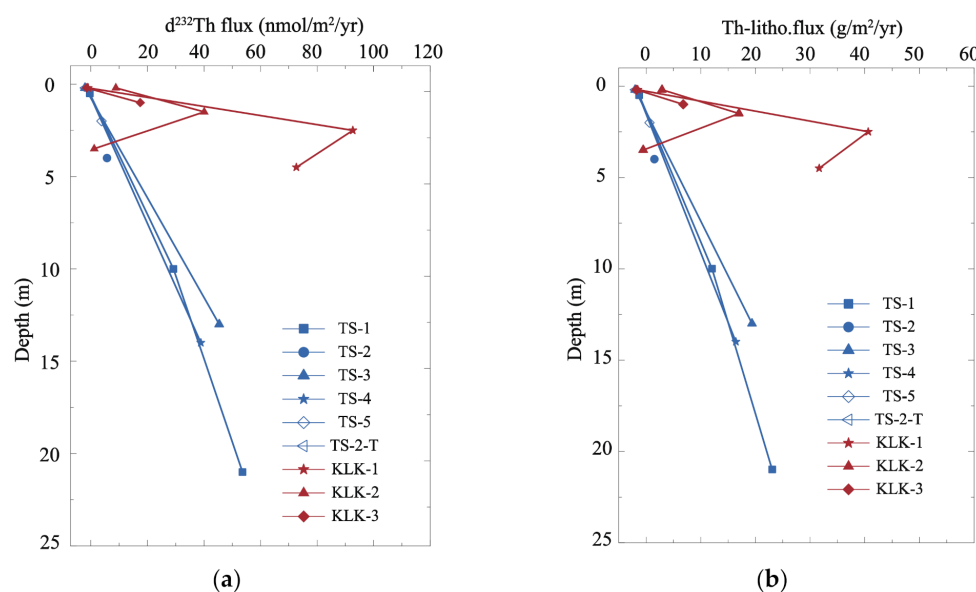 d²³²Th flux (nmol/m²/yr)
0 20 40 60 80 100 120
0
5
10
15
20
25
Depth (m)
TS-1
TS-2
TS-3
TS-4
TS-5
TS-2-T
KLK-1
KLK-2
KLK-3
(a)
Th-litho.flux (g/m²/yr)
0 10 20 30 40 50 60
0
5
10
15
20
25
Depth (m)
TS-1
TS-2
TS-3
TS-4
TS-5
TS-2-T
KLK-1
KLK-2
KLK-3
(b)